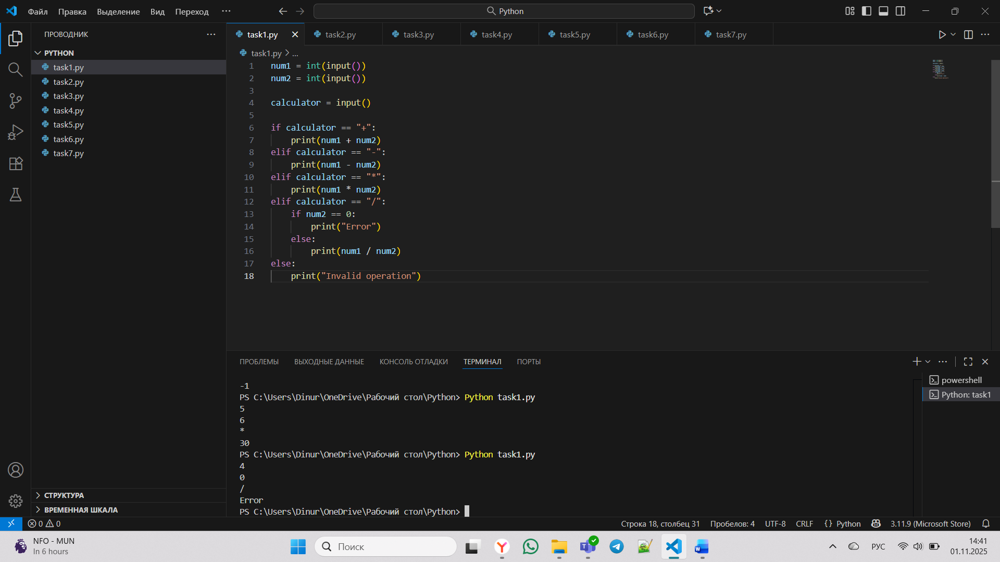 Файл Правка Выделение Вид Переход ··· Python
ПРОВОДНИК ···
PYTHON
task1.py
task2.py
task3.py
task4.py
task5.py
task6.py
task7.py
СТРУКТУРА
ВРЕМЕННАЯ ШКАЛА
task1.py task2.py task3.py task4.py task5.py task6.py task7.py
task1.py > ...
1 num1 = int(input())
2 num2 = int(input())
3
4 calculator = input()
5
6 if calculator == "+":
7     print(num1 + num2)
8 elif calculator == "-":
9     print(num1 - num2)
10 elif calculator == "*":
11     print(num1 * num2)
12 elif calculator == "/":
13     if num2 == 0:
14         print("Error")
15     else:
16         print(num1 / num2)
17 else:
18     print("Invalid operation")
ПРОБЛЕМЫ ВЫХОДНЫЕ ДАННЫЕ КОНСОЛЬ ОТЛАДКИ ТЕРМИНАЛ ПОРТЫ
-1
PS C:\Users\Dinur\OneDrive\Рабочий стол\Python> Python task1.py
5
6
*
30
PS C:\Users\Dinur\OneDrive\Рабочий стол\Python> Python task1.py
4
0
/
Error
PS C:\Users\Dinur\OneDrive\Рабочий стол\Python>
powershell
Python: task1
0 0 Строка 18, столбец 31 Пробелов: 4 UTF-8 CRLF {} Python 3.11.9 (Microsoft Store)
NFO - MUN
In 6 hours
Поиск
РУС
14:41
01.11.2025